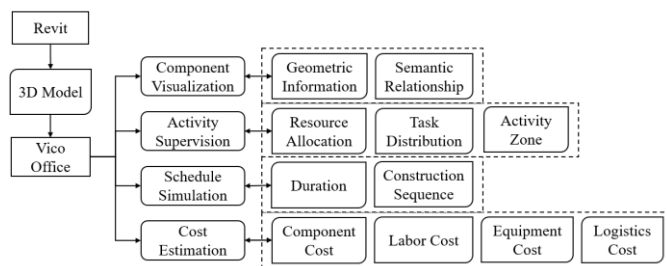 Revit
3D Model
Vico
Office
Component
Visualization
Geometric
Information
Semantic
Relationship
Activity
Supervision
Resource
Allocation
Task
Distribution
Activity
Zone
Schedule
Simulation
Duration
Construction
Sequence
Cost
Estimation
Component
Cost
Labor Cost
Equipment
Cost
Logistics
Cost